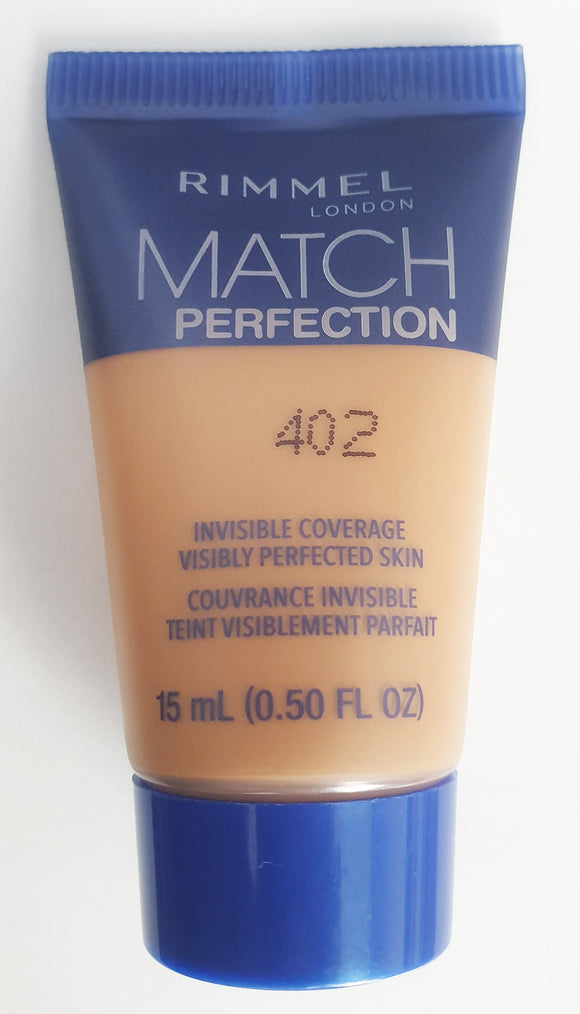 RIMMEL
LONDON
MATCH
PERFECTION
402
INVISIBLE COVERAGE
VISIBLY PERFECTED SKIN
COUVRANCE INVISIBLE
TEINT VISIBLEMENT PARFAIT
15 mL (0.50 FL OZ)